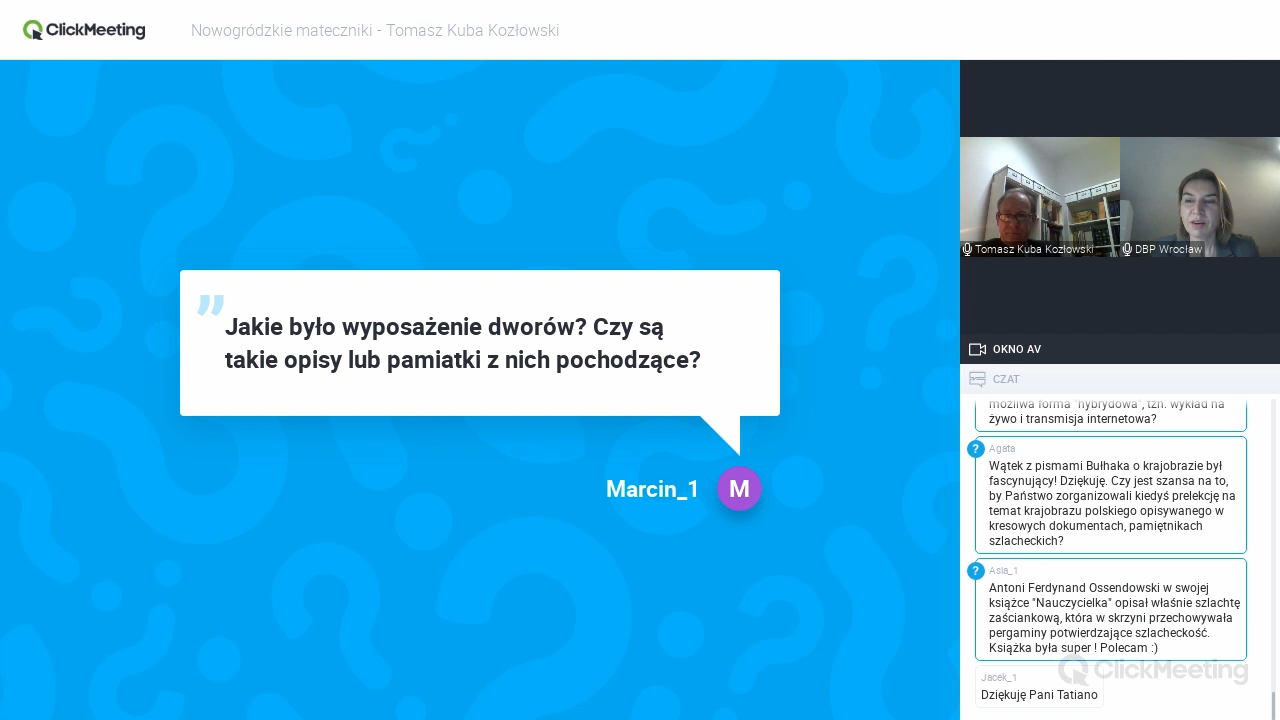 ClickMeeting
Nowogródzkie mateczniki - Tomasz Kuba Kozłowski
Jakie było wyposażenie dworów? Czy są
takie opisy lub pamiatki z nich pochodzące?
Marcin_1
M
Tomasz Kuba Kozłowski
DBP Wrocław
OKNO AV
CZAT
możliwa forma "hybrydowa", tzn. wykład na
żywo i transmisja internetowa?
?
Agata
Wątek z pismami Bułhaka o krajobrazie był
fascynujący! Dziękuję. Czy jest szansa na to,
by Państwo zorganizowali kiedyś prelekcję na
temat krajobrazu polskiego opisywanego w
kresowych dokumentach, pamiętnikach
szlacheckich?
?
Asia_1
Antoni Ferdynand Ossendowski w swojej
książce "Nauczycielka" opisał właśnie szlachtę
zaściankową, która w skrzyni przechowywała
pergaminy potwierdzające szlacheckość.
Książka była super ! Polecam :)
ClickMeeting
Jacek_1
Dziękuję Pani Tatiano